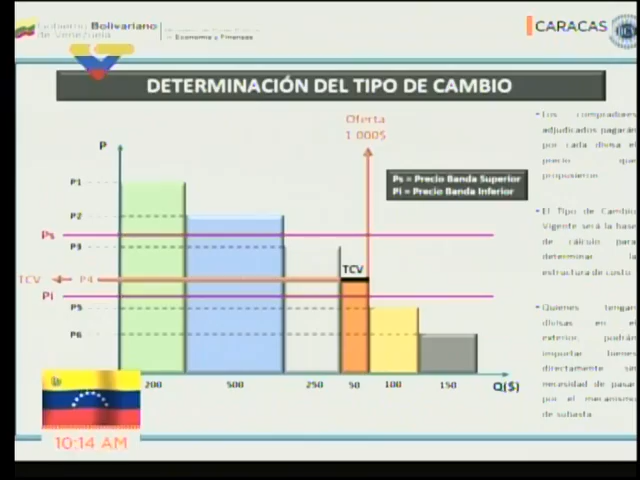 Gobierno Bolivariano
de Venezuela
de Economía y Finanzas
CARACAS
DETERMINACIÓN DEL TIPO DE CAMBIO
Oferta
1 000$
P
P1
P2
Ps
P3
TCV
P4
TCV
Pi
P5
P6
200
500
250
50
100
150
Q($)
Ps = Precio Banda Superior
Pi = Precio Banda Inferior
Los compradores
adjudicados pagarán
por cada divisa el
precio que
propusieron.
El Tipo de Cambio
Vigente será la base
de cálculo para
determinar la
estructura de costo.
Quienes tengan
divisas en el
exterior, podrán
importar bienes
directamente sin
necesidad de pasar
por el mecanismo
de subasta.
10:14 AM